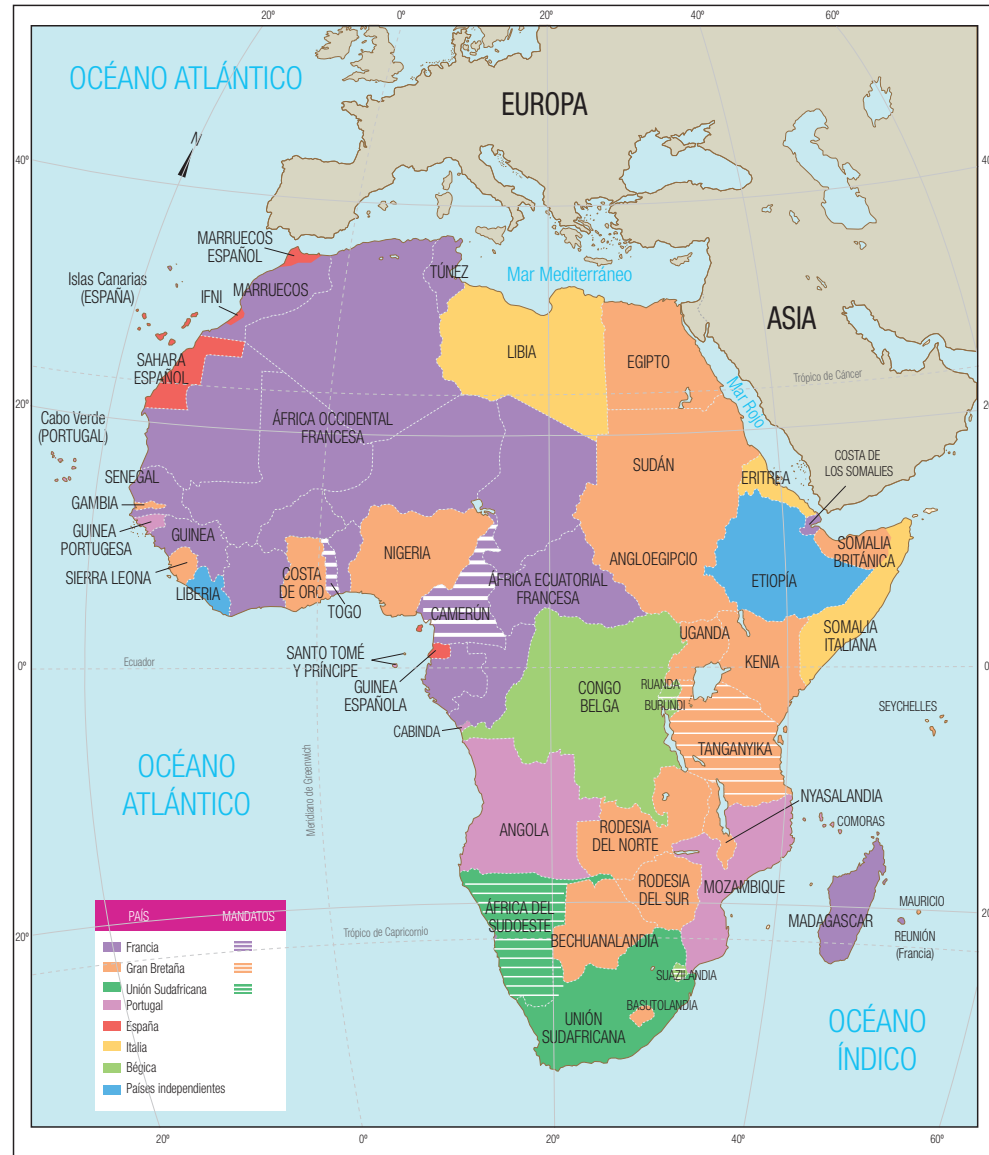 20º
0º
20º
40º
60º
OCÉANO ATLÁNTICO
EUROPA
N
40º
40
MARRUECOS
ESPAÑOL
TÚNEZ
Mar Mediterráneo
Islas Canarias
(ESPAÑA)
IFNI
MARRUECOS
ASIA
LIBIA
EGIPTO
SAHARA
ESPAÑOL
Trópico de Cáncer
Mar Rojo
20º
20
Cabo Verde
(PORTUGAL)
ÁFRICA OCCIDENTAL
FRANCESA
SUDÁN
COSTA DE
LOS SOMALIES
SENEGAL
ERITREA
GAMBIA
GUINEA
PORTUGESA
GUINEA
NIGERIA
SOMALIA
BRITÁNICA
SIERRA LEONA
ANGLOEGIPCIO
COSTA
DE ORO
ETIOPÍA
LIBERIA
ÁFRICA ECUATORIAL
FRANCESA
TOGO
CAMERÚN
SOMALIA
ITALIANA
UGANDA
SANTO TOMÉ
Y PRÍNCIPE
KENIA
0º
Ecuador
0º
GUINEA
ESPAÑOLA
CONGO
BELGA
RUANDA
BURUNDI
SEYCHELLES
CABINDA
TANGANYIKA
OCÉANO
ATLÁNTICO
Meridiano de Greenwich
NYASALANDIA
ANGOLA
RODESIA
DEL NORTE
COMORAS
RODESIA
DEL SUR
MOZAMBIQUE
ÁFRICA DEL
SUDOESTE
MAURICIO
MADAGASCAR
20º
20
Trópico de Capricornio
BECHUANALANDIA
REUNIÓN
(Francia)
SUAZILANDIA
BASUTOLANDIA
UNIÓN
SUDAFRICANA
OCÉANO
ÍNDICO
PAÍS MANDATOS
Francia
Gran Bretaña
Unión Sudafricana
Portugal
España
Italia
Bégica
Países independientes
20º
0º
20º
40º
60º